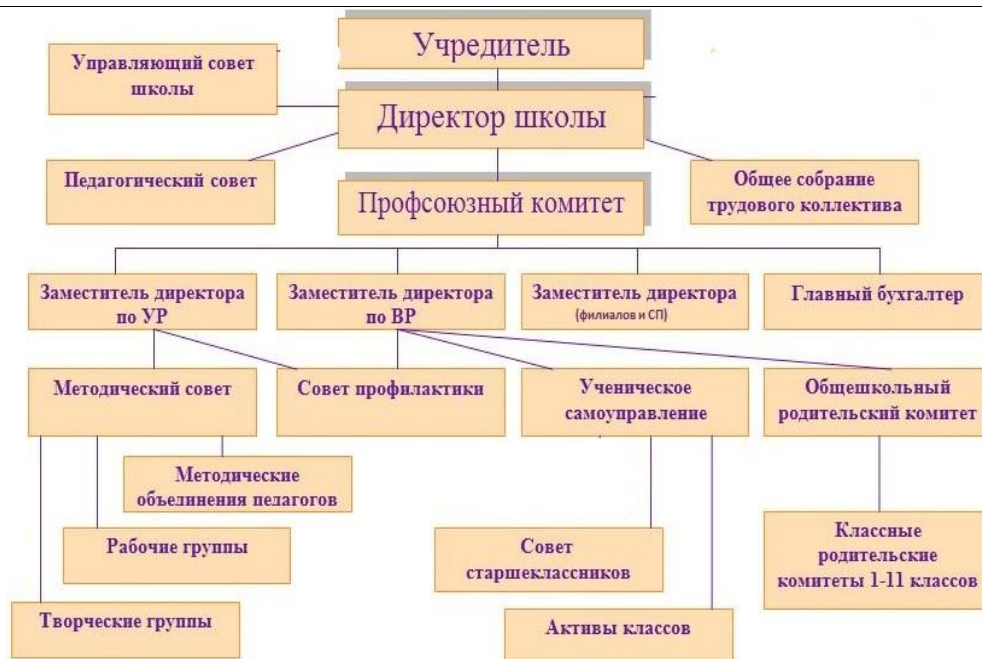 Учредитель
Управляющий совет
школы
Директор школы
Педагогический совет
Общее собрание
трудового коллектива
Профсоюзный комитет
Заместитель директора
по УР
Заместитель директора
по ВР
Заместитель директора
(филиалов и СП)
Главный бухгалтер
Методический совет
Совет профилактики
Ученическое
самоуправление
Общешкольный
родительский комитет
Методические
объединения педагогов
Рабочие группы
Совет
старшеклассников
Классные
родительские
комитеты 1-11 классов
Творческие группы
Активы классов